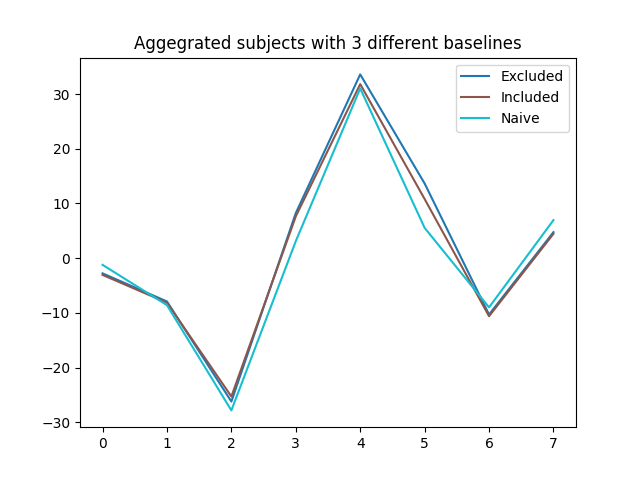 Aggegrated subjects with 3 different baselines
Excluded
Included
Naive
30
20
10
0
−10
−20
−30
0 1 2 3 4 5 6 7